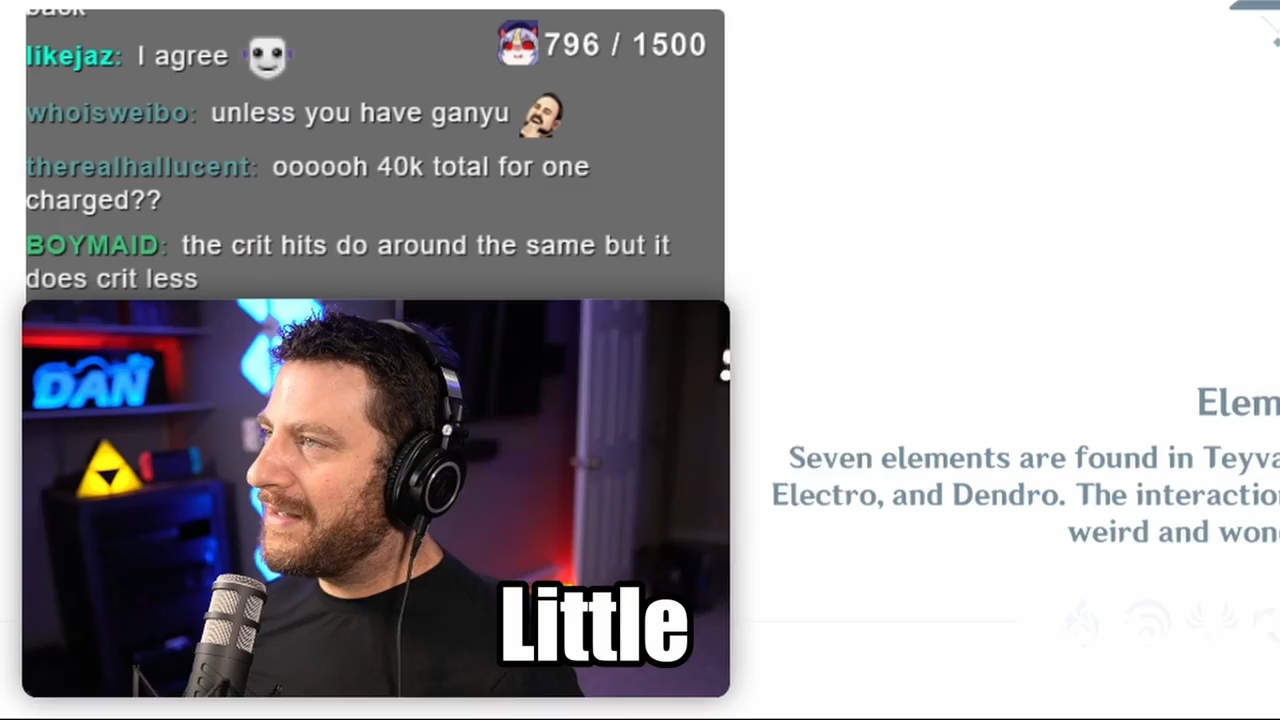 back
likejaz: I agree
796 / 1500
whoisweibo: unless you have ganyu
therealhallucent: oooooh 40k total for one
charged??
BOYMAID: the crit hits do around the same but it
does crit less
DAN
Little
Elem
Seven elements are found in Teyva
Electro, and Dendro. The interactio
weird and won